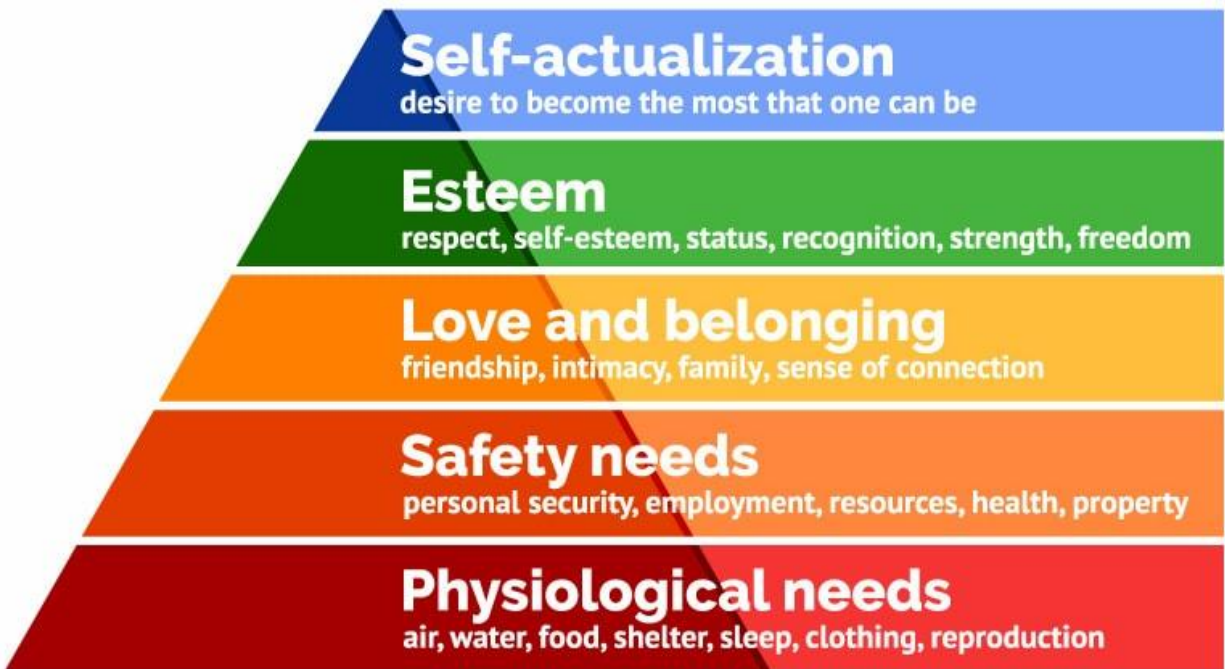 Self-actualization
desire to become the most that one can be
Esteem
respect, self-esteem, status, recognition, strength, freedom
Love and belonging
friendship, intimacy, family, sense of connection
Safety needs
personal security, employment, resources, health, property
Physiological needs
air, water, food, shelter, sleep, clothing, reproduction